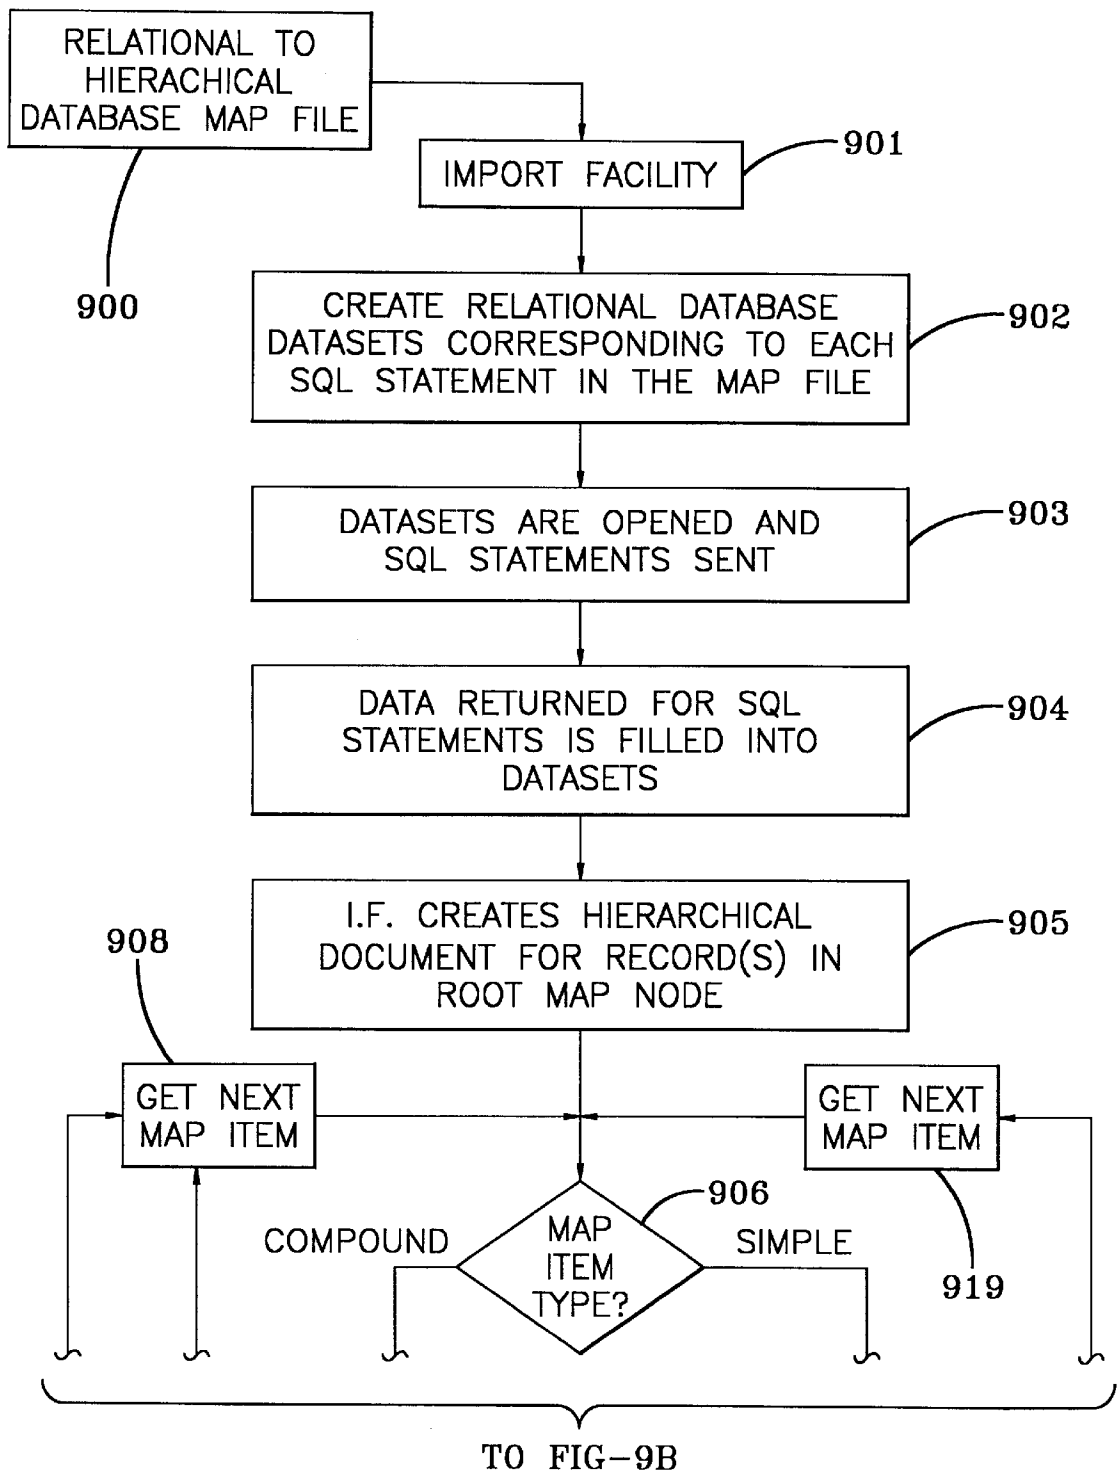 RELATIONAL TO
HIERACHICAL
DATABASE MAP FILE
900
IMPORT FACILITY
901
CREATE RELATIONAL DATABASE
DATASETS CORRESPONDING TO EACH
SQL STATEMENT IN THE MAP FILE
902
DATASETS ARE OPENED AND
SQL STATEMENTS SENT
903
DATA RETURNED FOR SQL
STATEMENTS IS FILLED INTO
DATASETS
904
I.F. CREATES HIERARCHICAL
DOCUMENT FOR RECORD(S) IN
ROOT MAP NODE
905
908
GET NEXT
MAP ITEM
GET NEXT
MAP ITEM
919
906
COMPOUND
MAP
ITEM
TYPE?
SIMPLE
TO FIG-9B